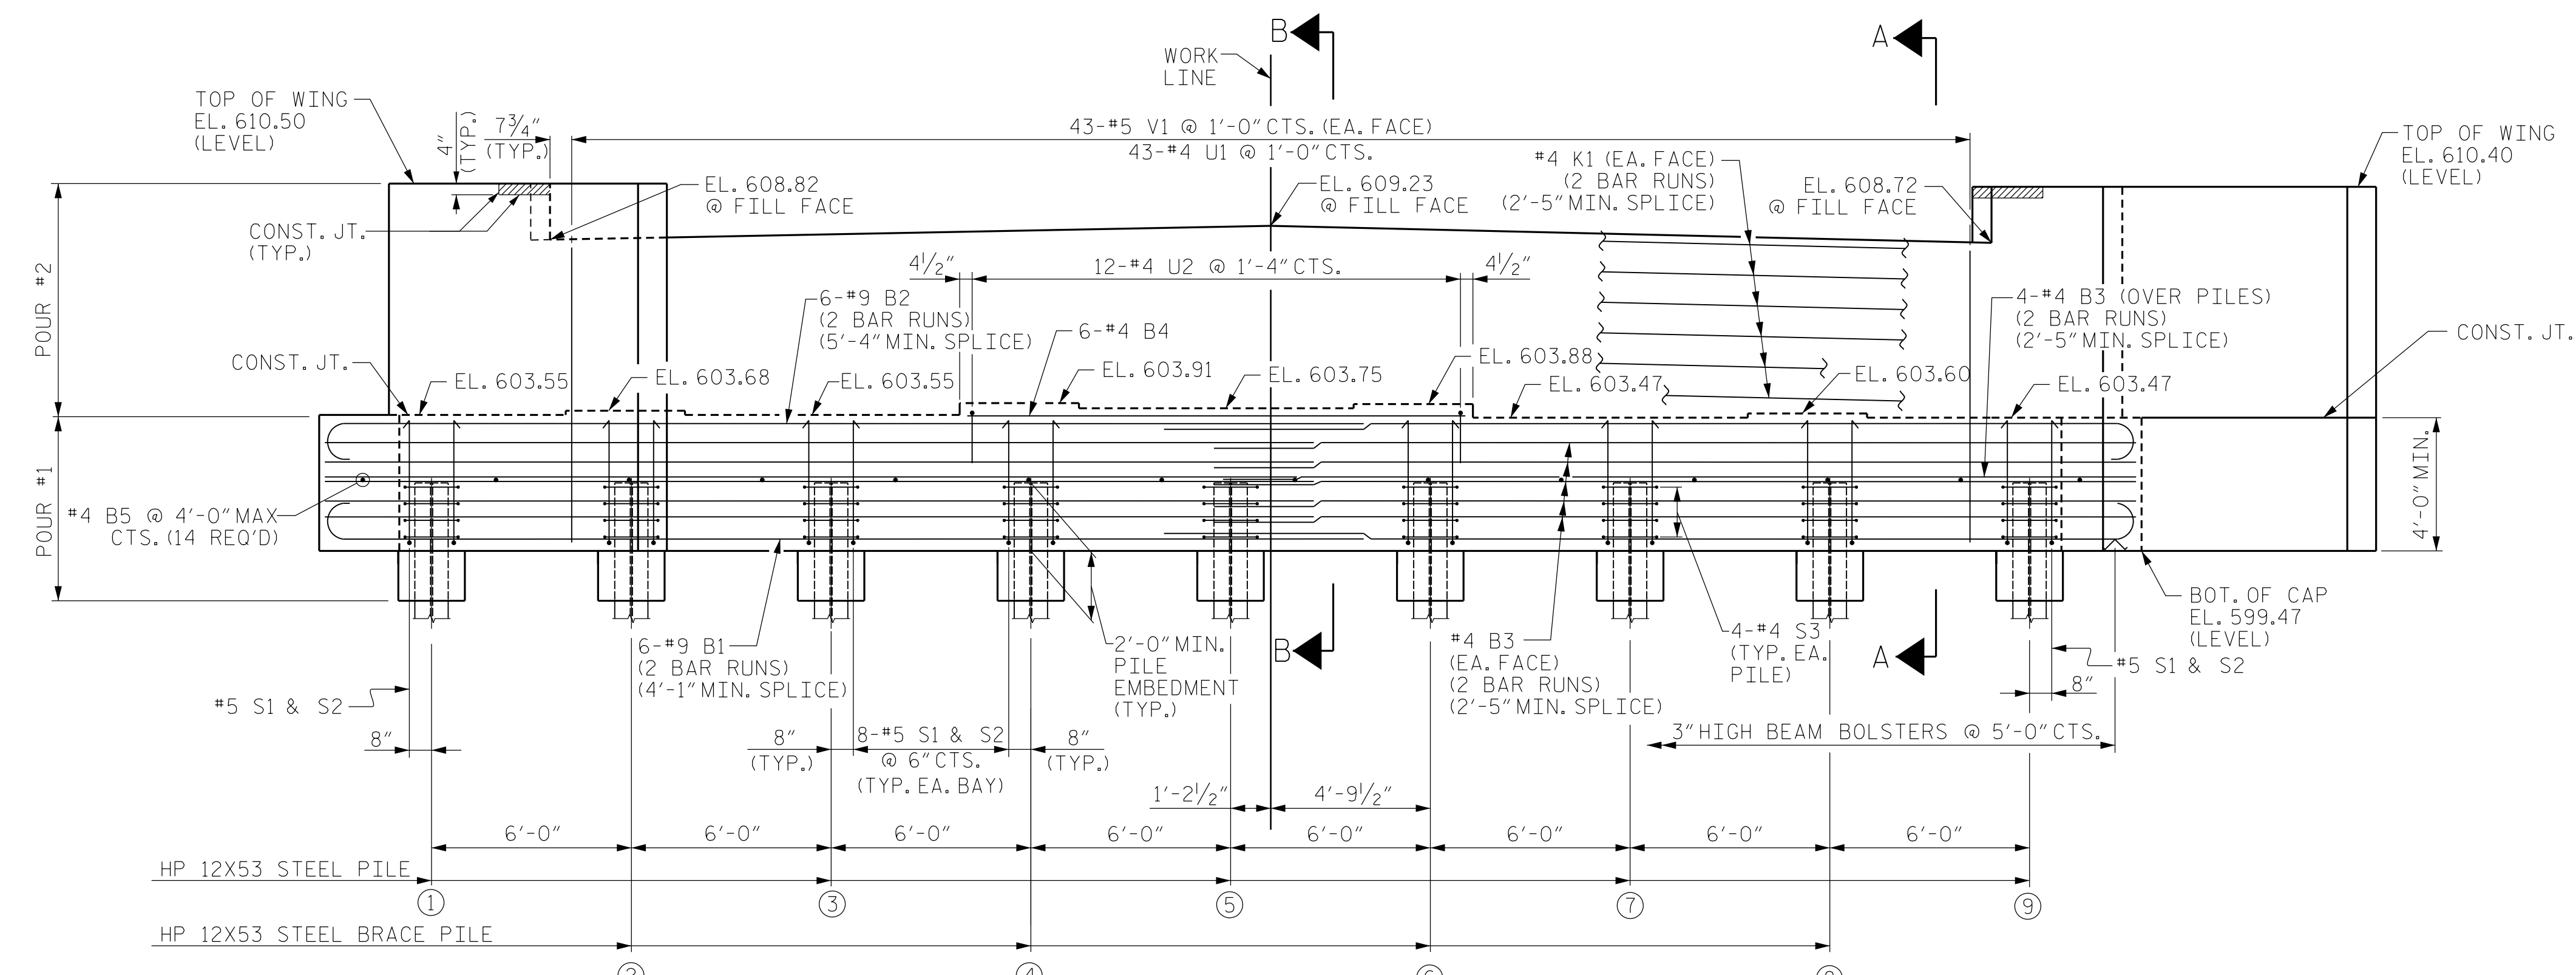 B
A
WORK
LINE
TOP OF WING
EL. 610.50
(LEVEL)
4"
(TYP.)
7¾"
(TYP.)
43-#5 V1 @ 1'-0" CTS. (EA. FACE)
43-#4 U1 @ 1'-0" CTS.
TOP OF WING
EL. 610.40
(LEVEL)
#4 K1 (EA. FACE)
(2 BAR RUNS)
(2'-5" MIN. SPLICE)
EL. 608.82
@ FILL FACE
EL. 609.23
@ FILL FACE
EL. 608.72
@ FILL FACE
CONST. JT.
(TYP.)
POUR #2
4½"
12-#4 U2 @ 1'-4" CTS.
4½"
6-#9 B2
(2 BAR RUNS)
(5'-4" MIN. SPLICE)
6-#4 B4
4-#4 B3 (OVER PILES)
(2 BAR RUNS)
(2'-5" MIN. SPLICE)
CONST. JT.
CONST. JT.
EL. 603.55
EL. 603.68
EL. 603.55
EL. 603.91
EL. 603.75
EL. 603.88
EL. 603.47
EL. 603.60
EL. 603.47
POUR #1
#4 B5 @ 4'-0" MAX
CTS. (14 REQ'D)
4'-0" MIN.
BOT. OF CAP
EL. 599.47
(LEVEL)
6-#9 B1
(2 BAR RUNS)
(4'-1" MIN. SPLICE)
2'-0" MIN.
PILE
EMBEDMENT
(TYP.)
B
#4 B3
(EA. FACE)
(2 BAR RUNS)
(2'-5" MIN. SPLICE)
4-#4 S3
(TYP. EA.
PILE)
A
#5 S1 & S2
8"
#5 S1 & S2
8"
8"
(TYP.)
8-#5 S1 & S2
@ 6" CTS.
(TYP. EA. BAY)
8"
(TYP.)
3" HIGH BEAM BOLSTERS @ 5'-0" CTS.
1'-2½"
4'-9½"
6'-0"
6'-0"
6'-0"
6'-0"
6'-0"
6'-0"
6'-0"
6'-0"
HP 12X53 STEEL PILE
1
3
5
7
9
HP 12X53 STEEL BRACE PILE